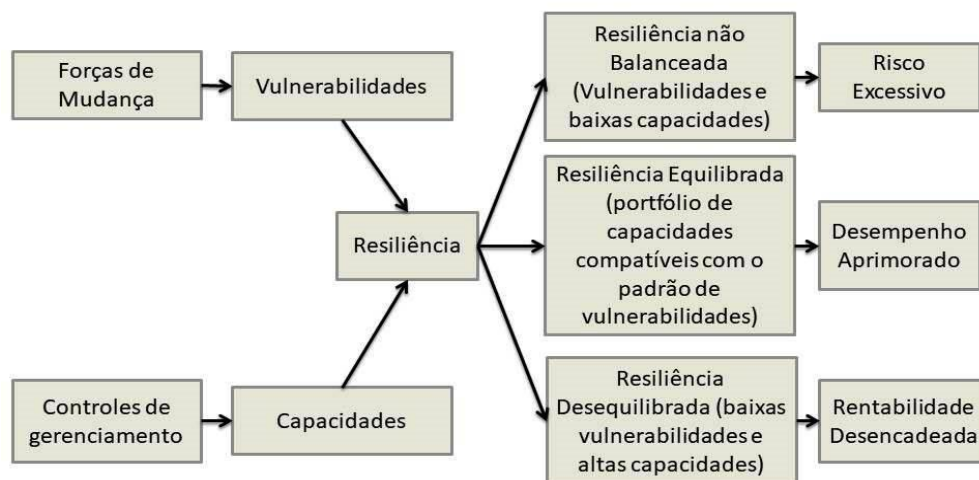 Forças de
Mudança
Vulnerabilidades
Resiliência não
Balanceada
(Vulnerabilidades e
baixas capacidades)
Risco
Excessivo
Resiliência
Resiliência Equilibrada
(portfólio de
capacidades
compatíveis com o
padrão de
vulnerabilidades)
Desempenho
Aprimorado
Controles de
gerenciamento
Capacidades
Resiliência
Desequilibrada (baixas
vulnerabilidades e
altas capacidades)
Rentabilidade
Desencadeada